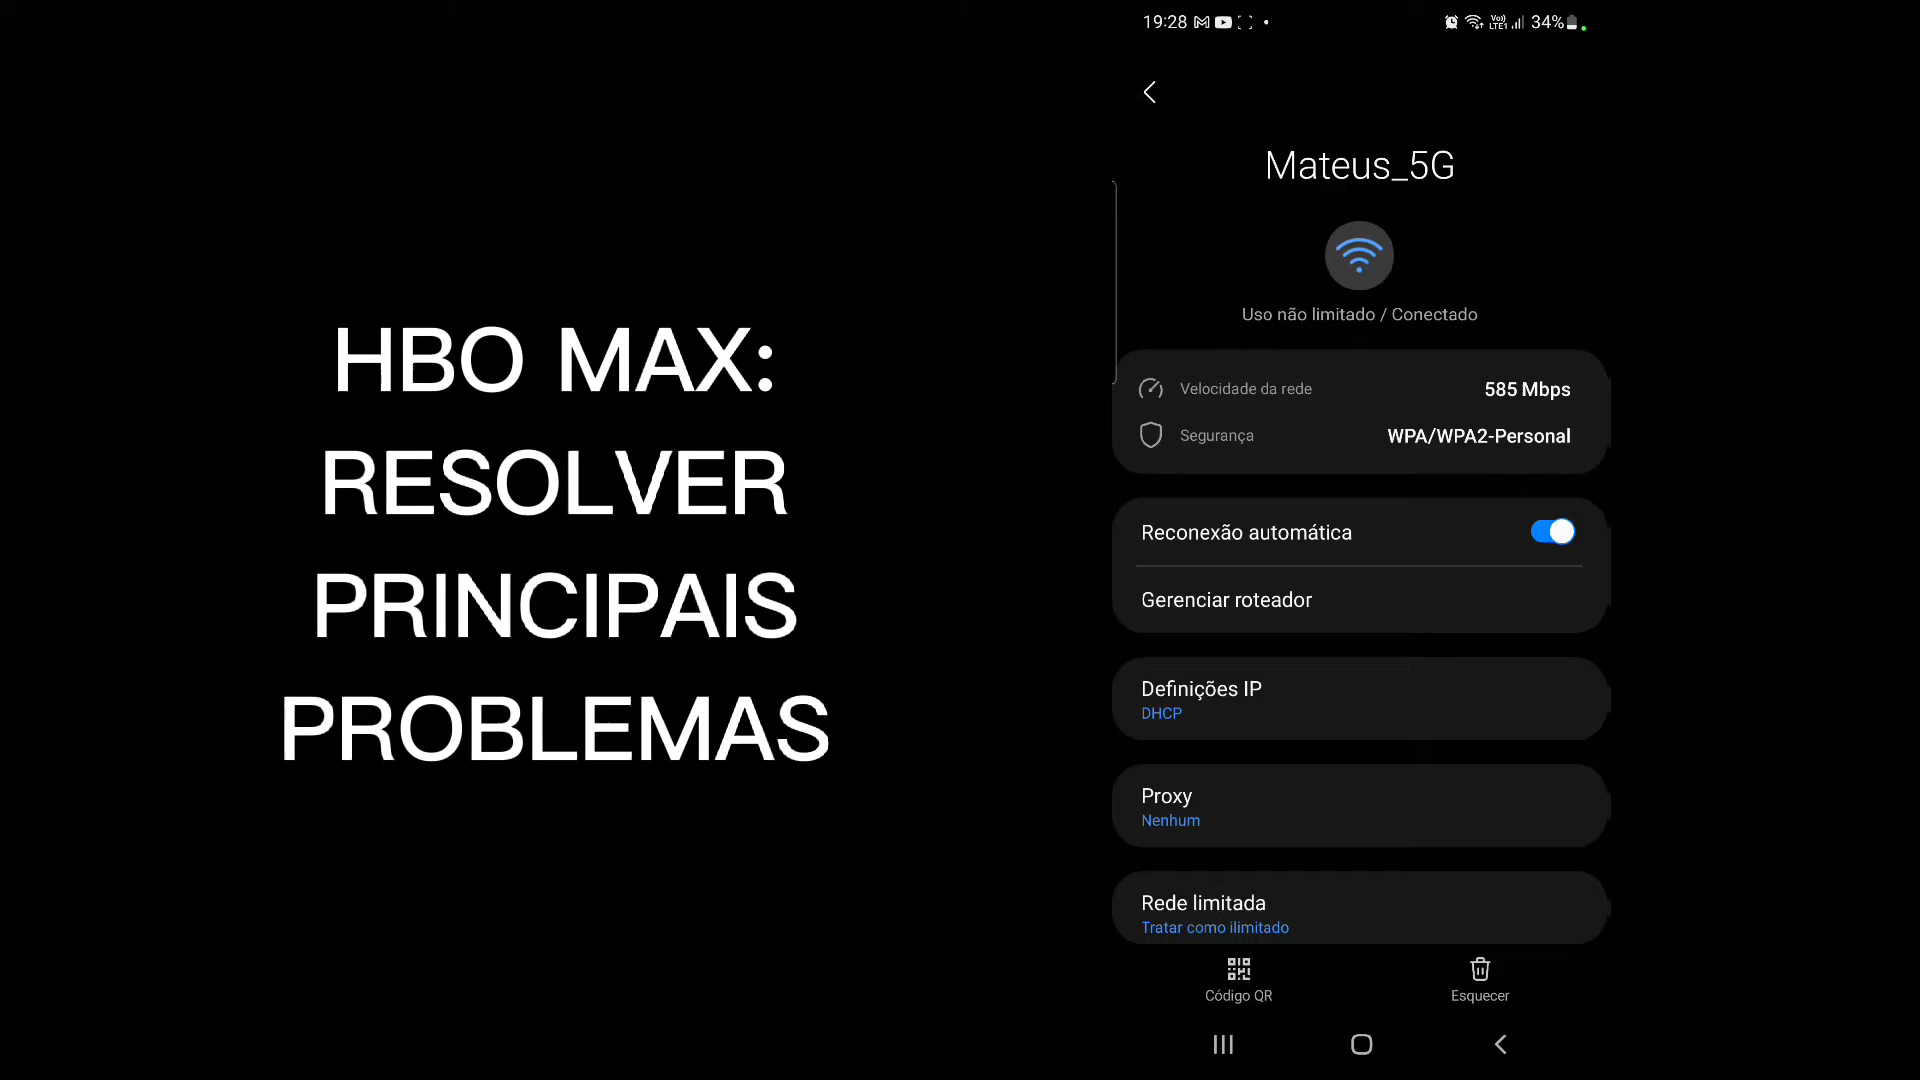 HBO MAX:
RESOLVER
PRINCIPAIS
PROBLEMAS
19:28
Vo))
LTE1
34%
Mateus_5G
Uso não limitado / Conectado
Velocidade da rede 585 Mbps
Segurança WPA/WPA2-Personal
Reconexão automática
Gerenciar roteador
Definições IP
DHCP
Proxy
Nenhum
Rede limitada
Tratar como ilimitado
Código QR Esquecer